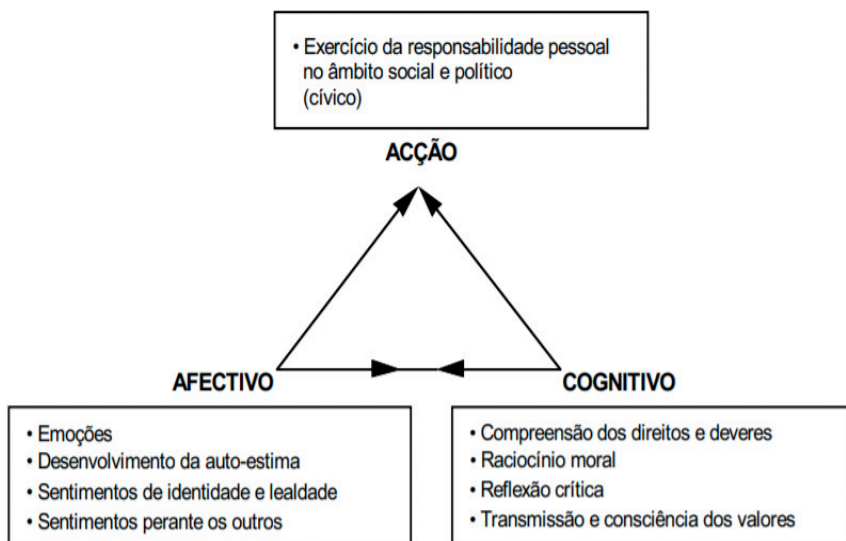 • Exercício da responsabilidade pessoal
no âmbito social e político
(cívico)
ACÇÃO
AFECTIVO
COGNITIVO
• Emoções
• Desenvolvimento da auto-estima
• Sentimentos de identidade e lealdade
• Sentimentos perante os outros
• Compreensão dos direitos e deveres
• Raciocínio moral
• Reflexão crítica
• Transmissão e consciência dos valores